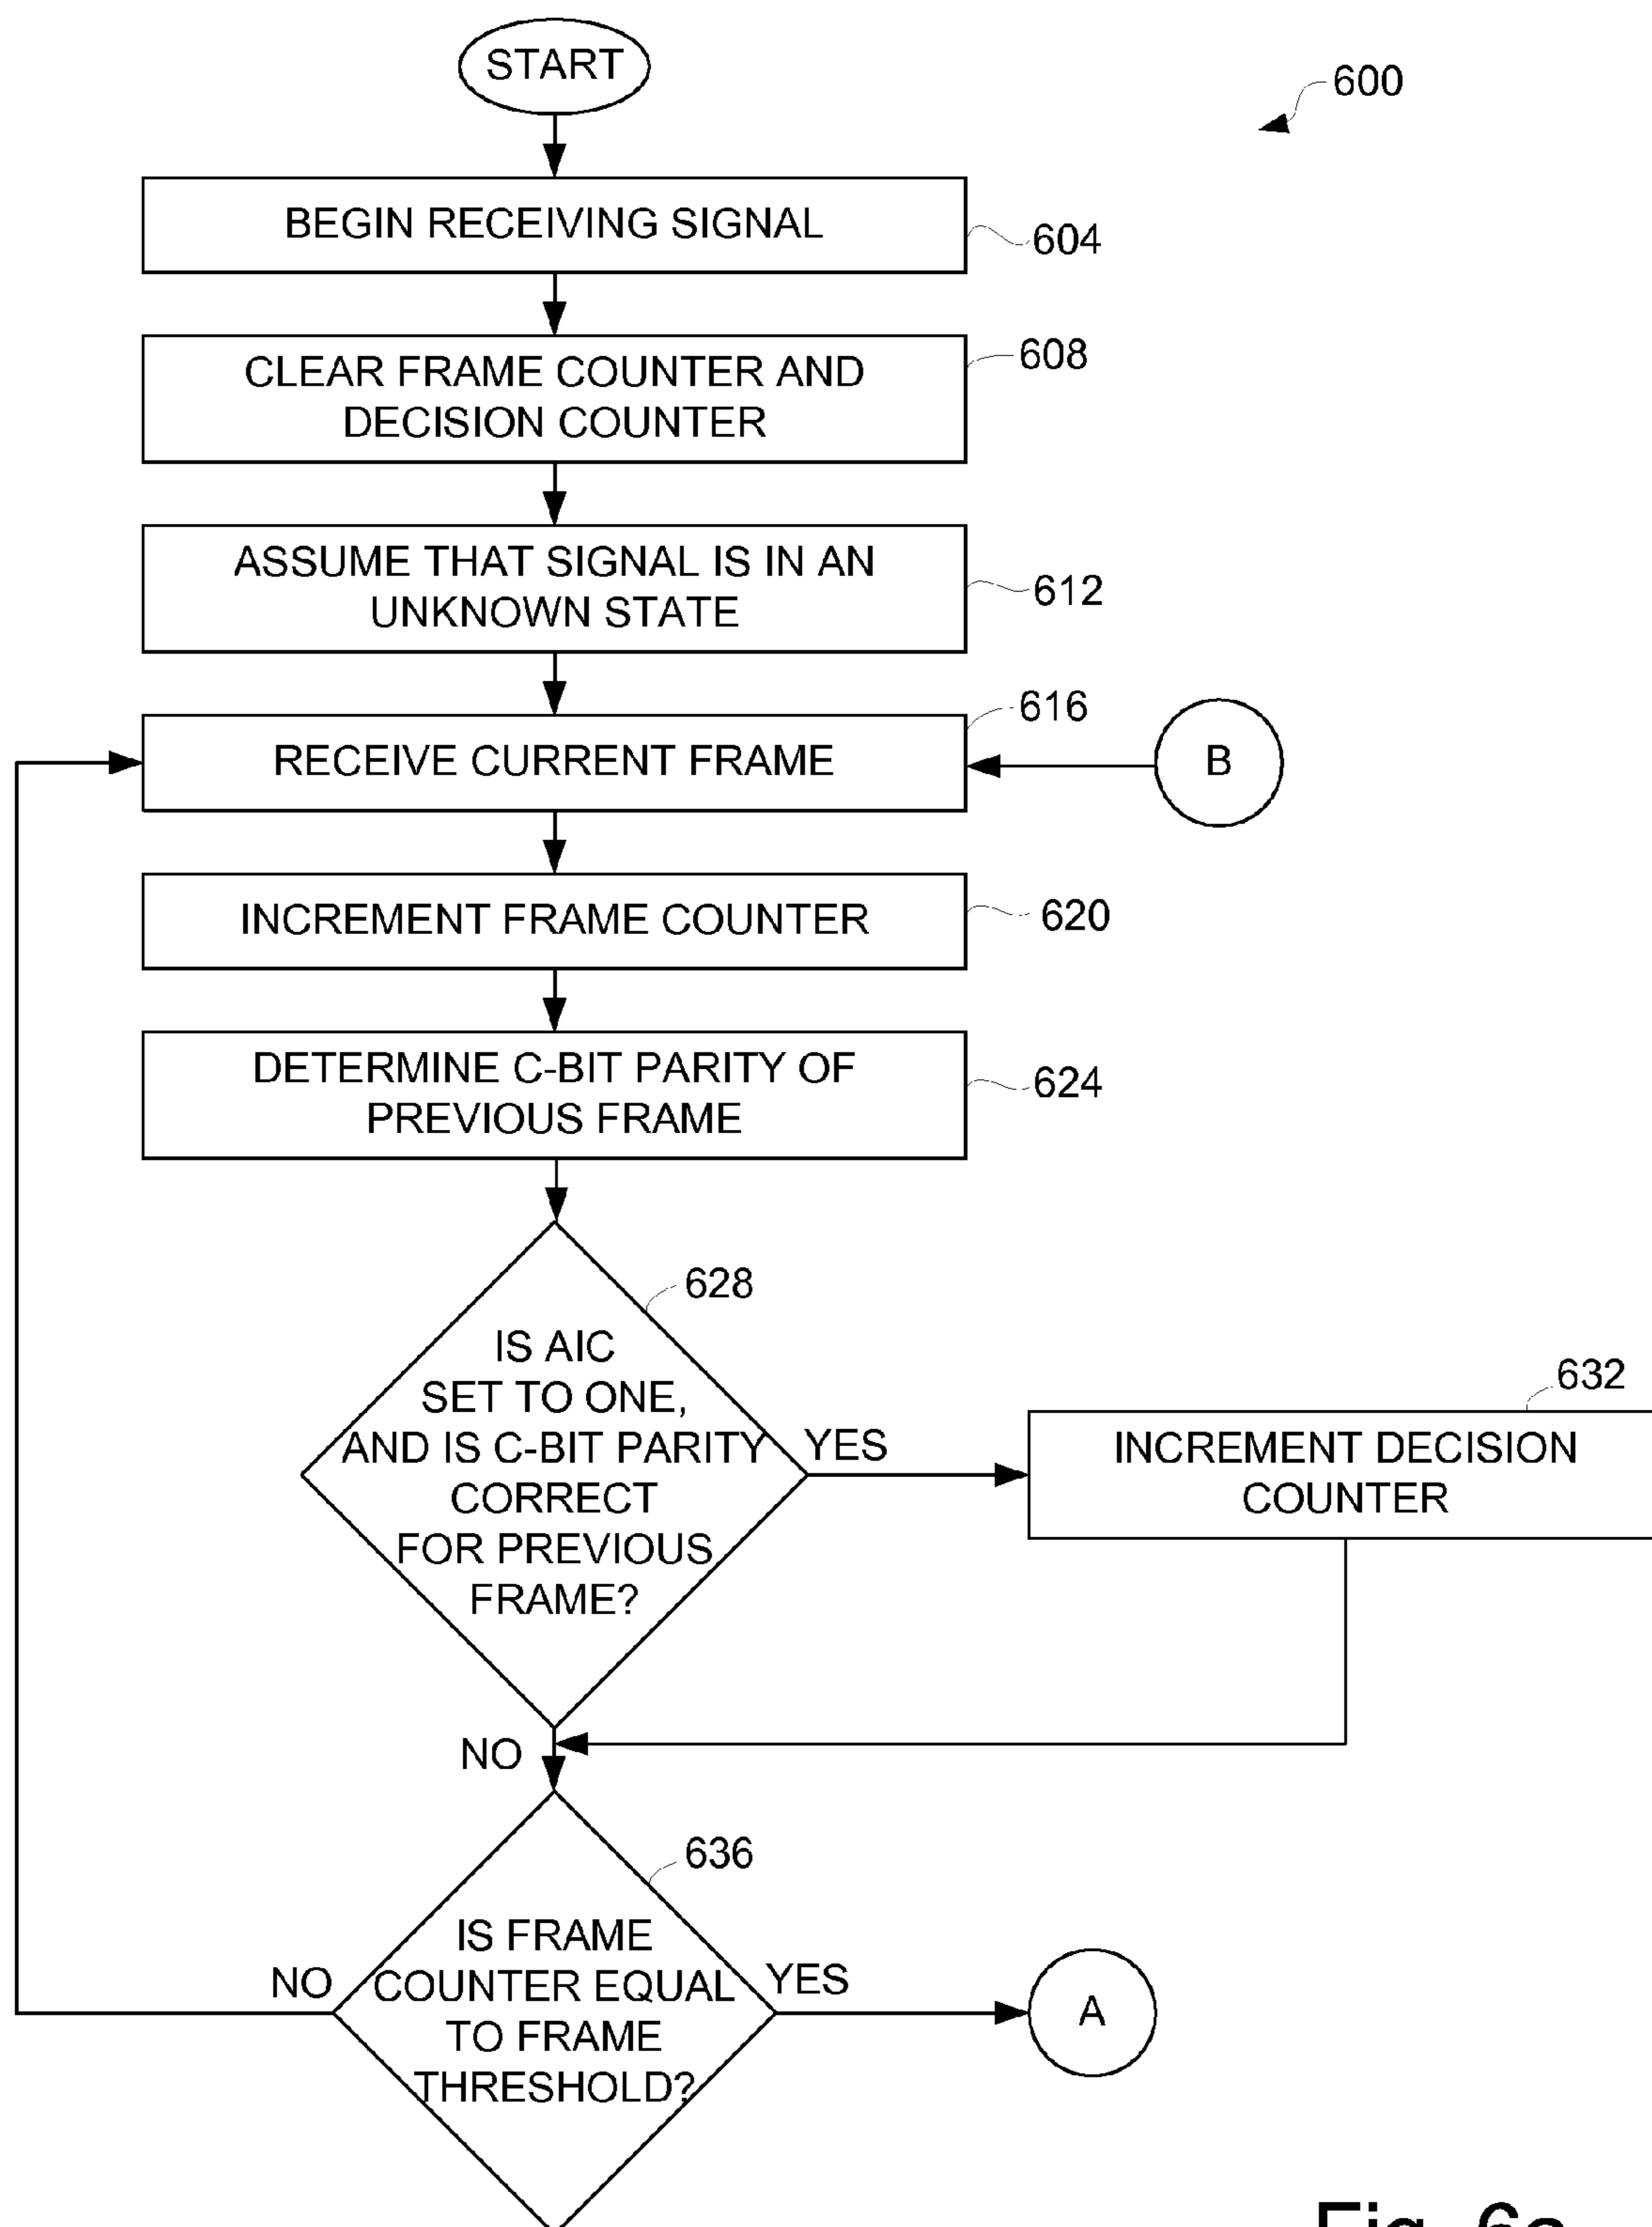 START
600
BEGIN RECEIVING SIGNAL
604
CLEAR FRAME COUNTER AND
DECISION COUNTER
608
ASSUME THAT SIGNAL IS IN AN
UNKNOWN STATE
612
RECEIVE CURRENT FRAME
616
B
INCREMENT FRAME COUNTER
620
DETERMINE C-BIT PARITY OF
PREVIOUS FRAME
624
628
IS AIC
SET TO ONE,
AND IS C-BIT PARITY
CORRECT
FOR PREVIOUS
FRAME?
YES
632
INCREMENT DECISION
COUNTER
NO
636
IS FRAME
COUNTER EQUAL
TO FRAME
THRESHOLD?
NO
YES
A
Fig. 6a